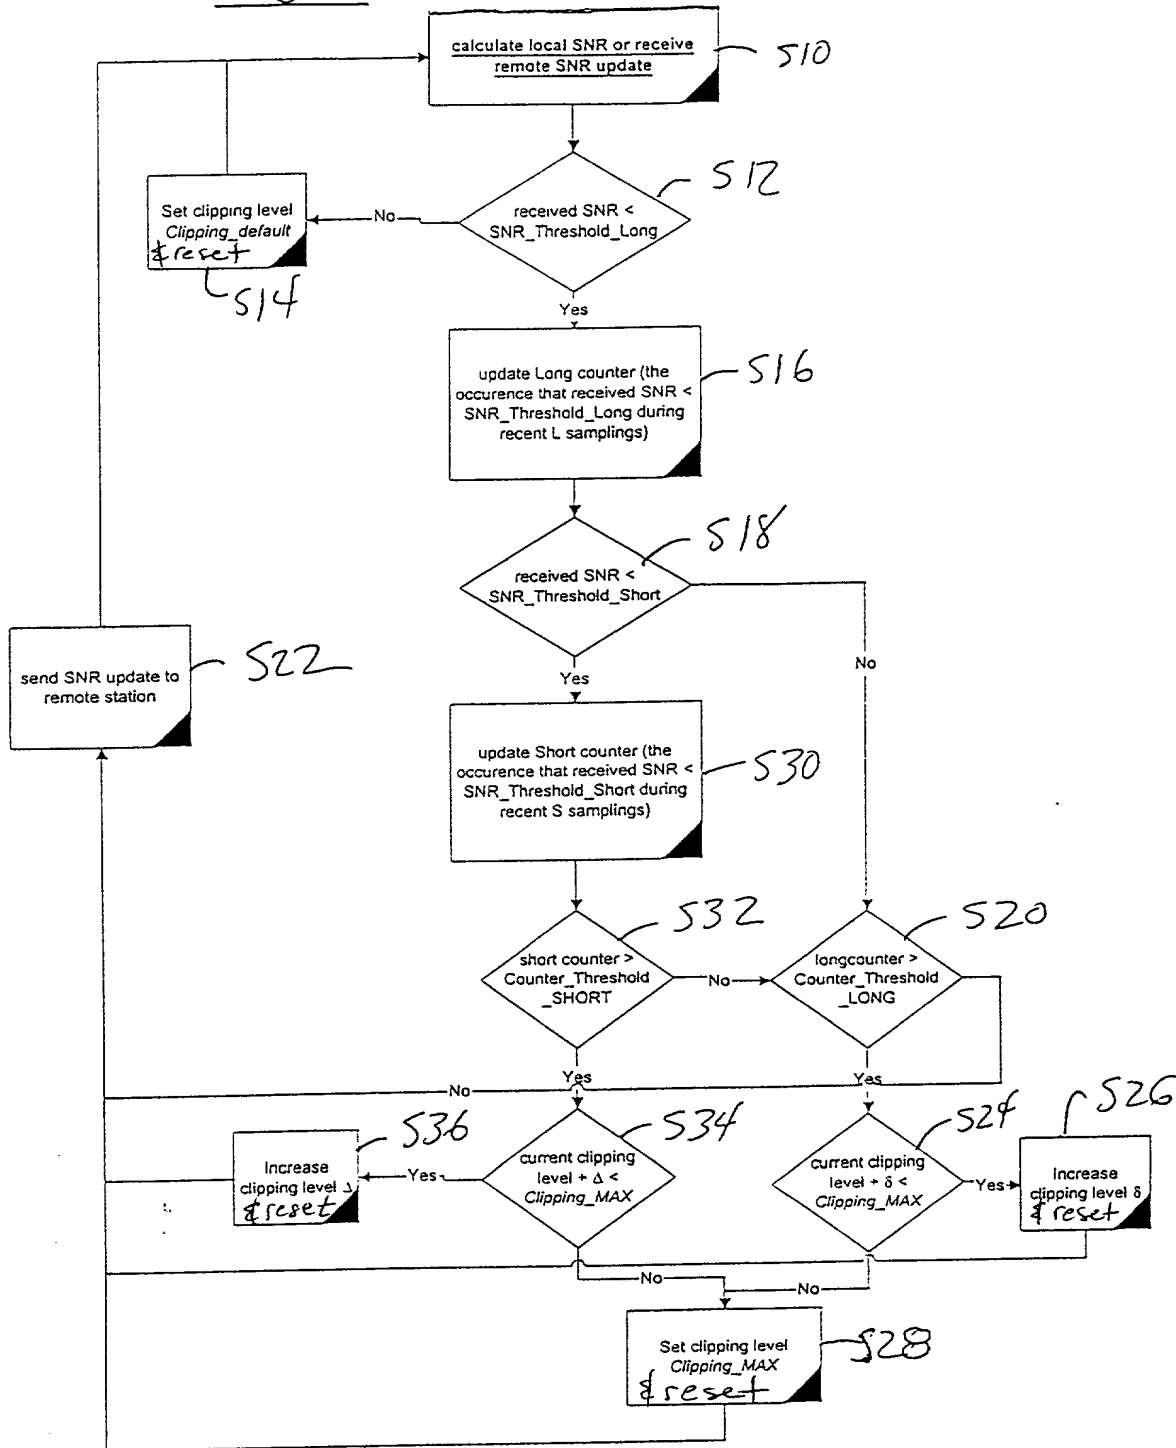 calculate local SNR or receive
remote SNR update
S10
received SNR <
SNR_Threshold_Long
S12
No
Set clipping level
Clipping_default
& reset
S14
Yes
update Long counter (the
occurence that received SNR <
SNR_Threshold_Long during
recent L samplings)
S16
received SNR <
SNR_Threshold_Short
S18
No
Yes
send SNR update to
remote station
S22
update Short counter (the
occurence that received SNR <
SNR_Threshold_Short during
recent S samplings)
S30
short counter >
Counter_Threshold
_SHORT
S32
No
longcounter >
Counter_Threshold
_LONG
S20
Yes
Yes
No
Increase
clipping level Δ
& reset
S36
Yes
current clipping
level + Δ <
Clipping_MAX
S34
current clipping
level + δ <
Clipping_MAX
S24
Yes
Increase
clipping level δ
& reset
S26
No
No
Set clipping level
Clipping_MAX
& reset
S28